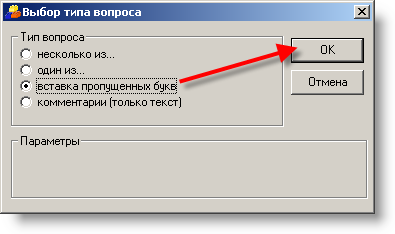 Выбор типа вопроса
Тип вопроса
несколько из...
один из...
вставка пропущенных букв
комментарии (только текст)
OK
Отмена
Параметры